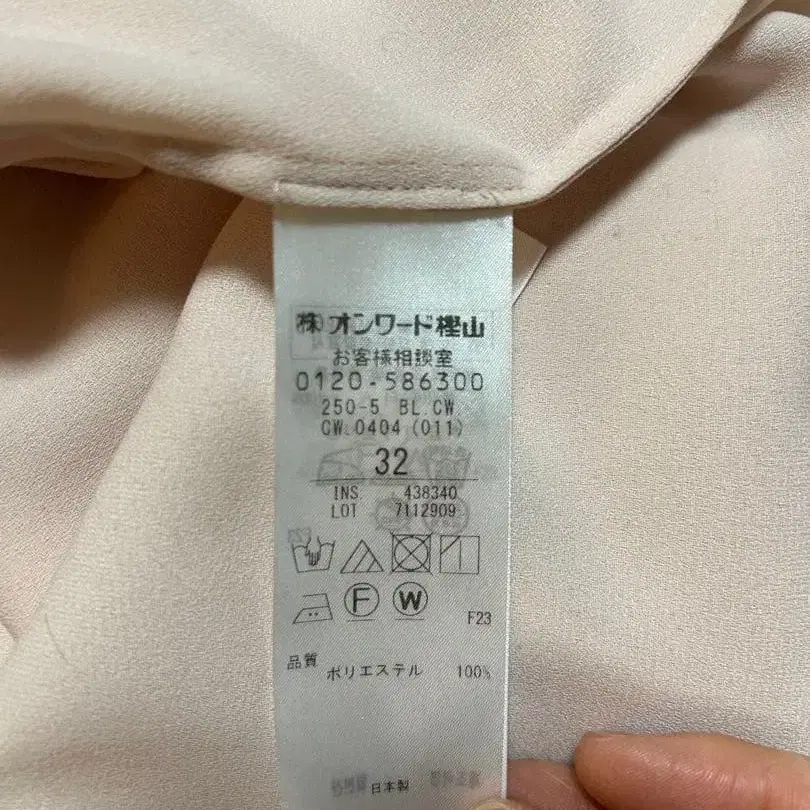 株 オンワード樫山
お客様相談室
0120-586300
250-5 BL.CW
CW.0404 (011)
32
INS. 438340
LOT 7112909
F W
F23
品質
ポリエステル 100%
日本製